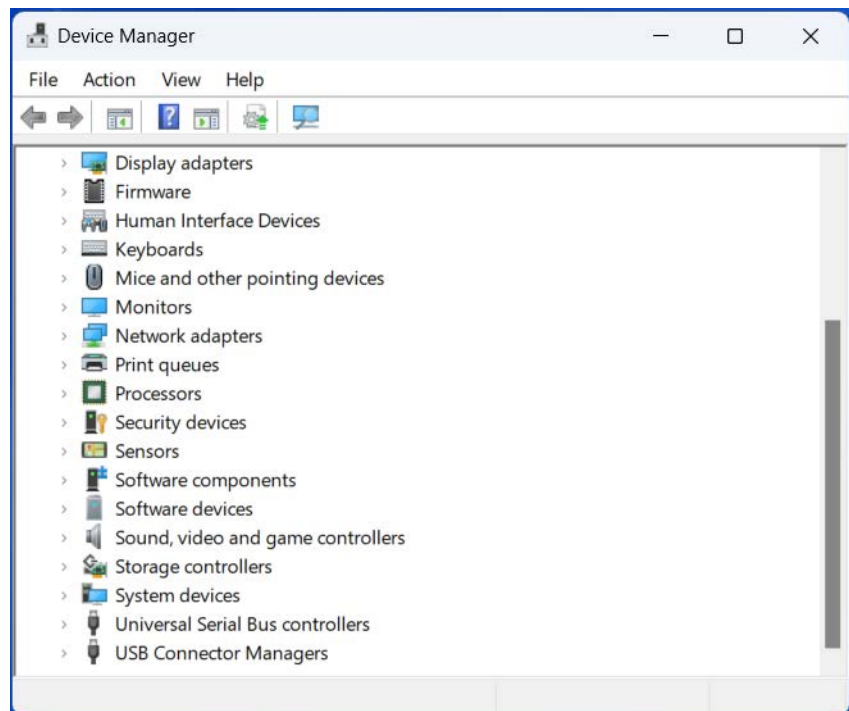 Device Manager
File Action View Help
Display adapters
Firmware
Human Interface Devices
Keyboards
Mice and other pointing devices
Monitors
Network adapters
Print queues
Processors
Security devices
Sensors
Software components
Software devices
Sound, video and game controllers
Storage controllers
System devices
Universal Serial Bus controllers
USB Connector Managers